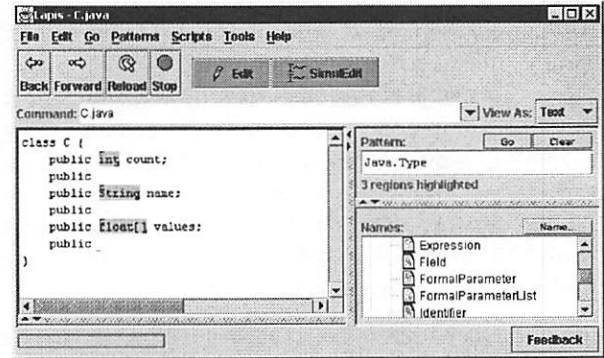 Lapis - C.java
File Edit Go Patterns Scripts Tools Help
Back Forward Reload Stop Edit SimulEdit
Command: C.java View As: Text
class C {
public int count;
public
public String name;
public
public float[] values;
public _
}
Pattern: Go Clear
Java.Type
3 regions highlighted
Names: Name...
Expression
Field
FormalParameter
FormalParameterList
Identifier
Feedback